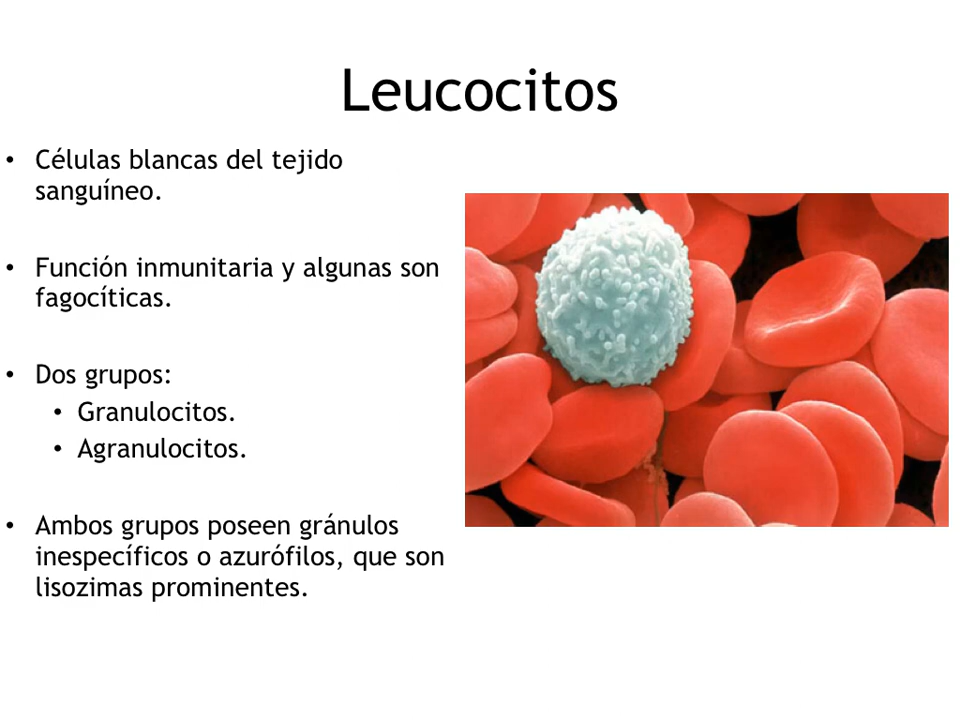 Leucocitos
• Células blancas del tejido
sanguíneo.
• Función inmunitaria y algunas son
fagocíticas.
• Dos grupos:
• Granulocitos.
• Agranulocitos.
• Ambos grupos poseen gránulos
inespecíficos o azurófilos, que son
lisozimas prominentes.